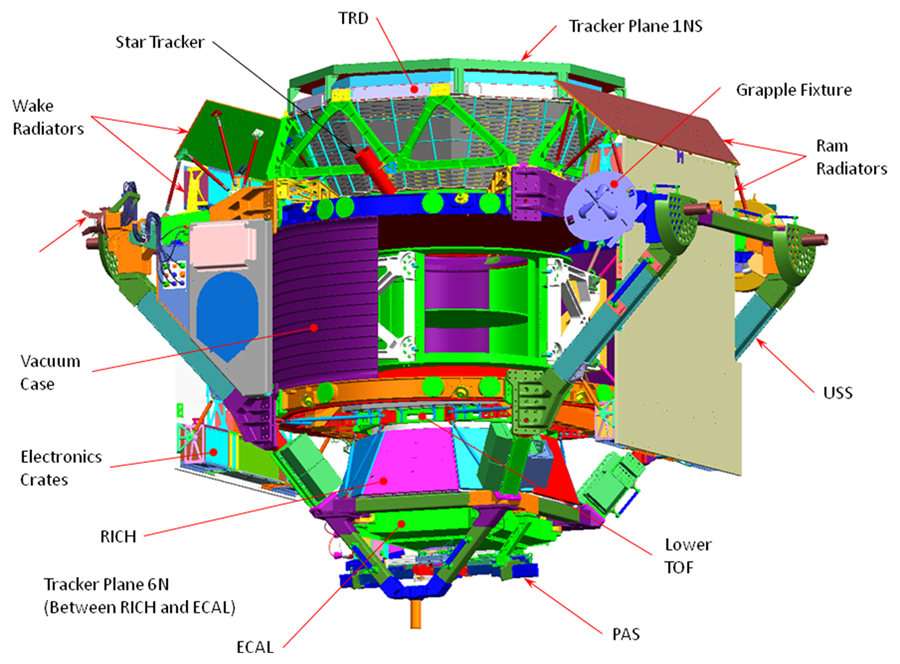 TRD
Tracker Plane 1NS
Star Tracker
Grapple Fixture
Wake
Radiators
Ram
Radiators
Vacuum
Case
USS
Electronics
Crates
RICH
Lower
TOF
Tracker Plane 6N
(Between RICH and ECAL)
PAS
ECAL